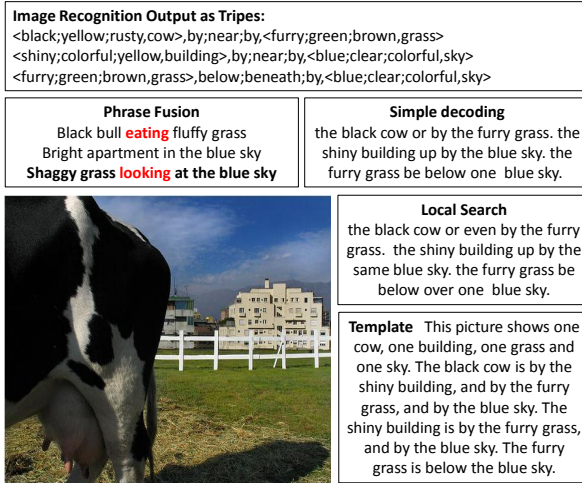 Image Recognition Output as Tripes:
<black;yellow;rusty,cow>,by;near;by,<furry;green;brown,grass>
<shiny;colorful;yellow,building>,by;near;by,<blue;clear;colorful,sky>
<furry;green;brown,grass>,below;beneath;by,<blue;clear;colorful,sky>
Phrase Fusion
Black bull eating fluffy grass
Bright apartment in the blue sky
Shaggy grass looking at the blue sky
Simple decoding
the black cow or by the furry grass. the
shiny building up by the blue sky. the
furry grass be below one blue sky.
Local Search
the black cow or even by the furry
grass. the shiny building up by the
same blue sky. the furry grass be
below over one blue sky.
Template This picture shows one
cow, one building, one grass and
one sky. The black cow is by the
shiny building, and by the furry
grass, and by the blue sky. The
shiny building is by the furry grass,
and by the blue sky. The furry
grass is below the blue sky.